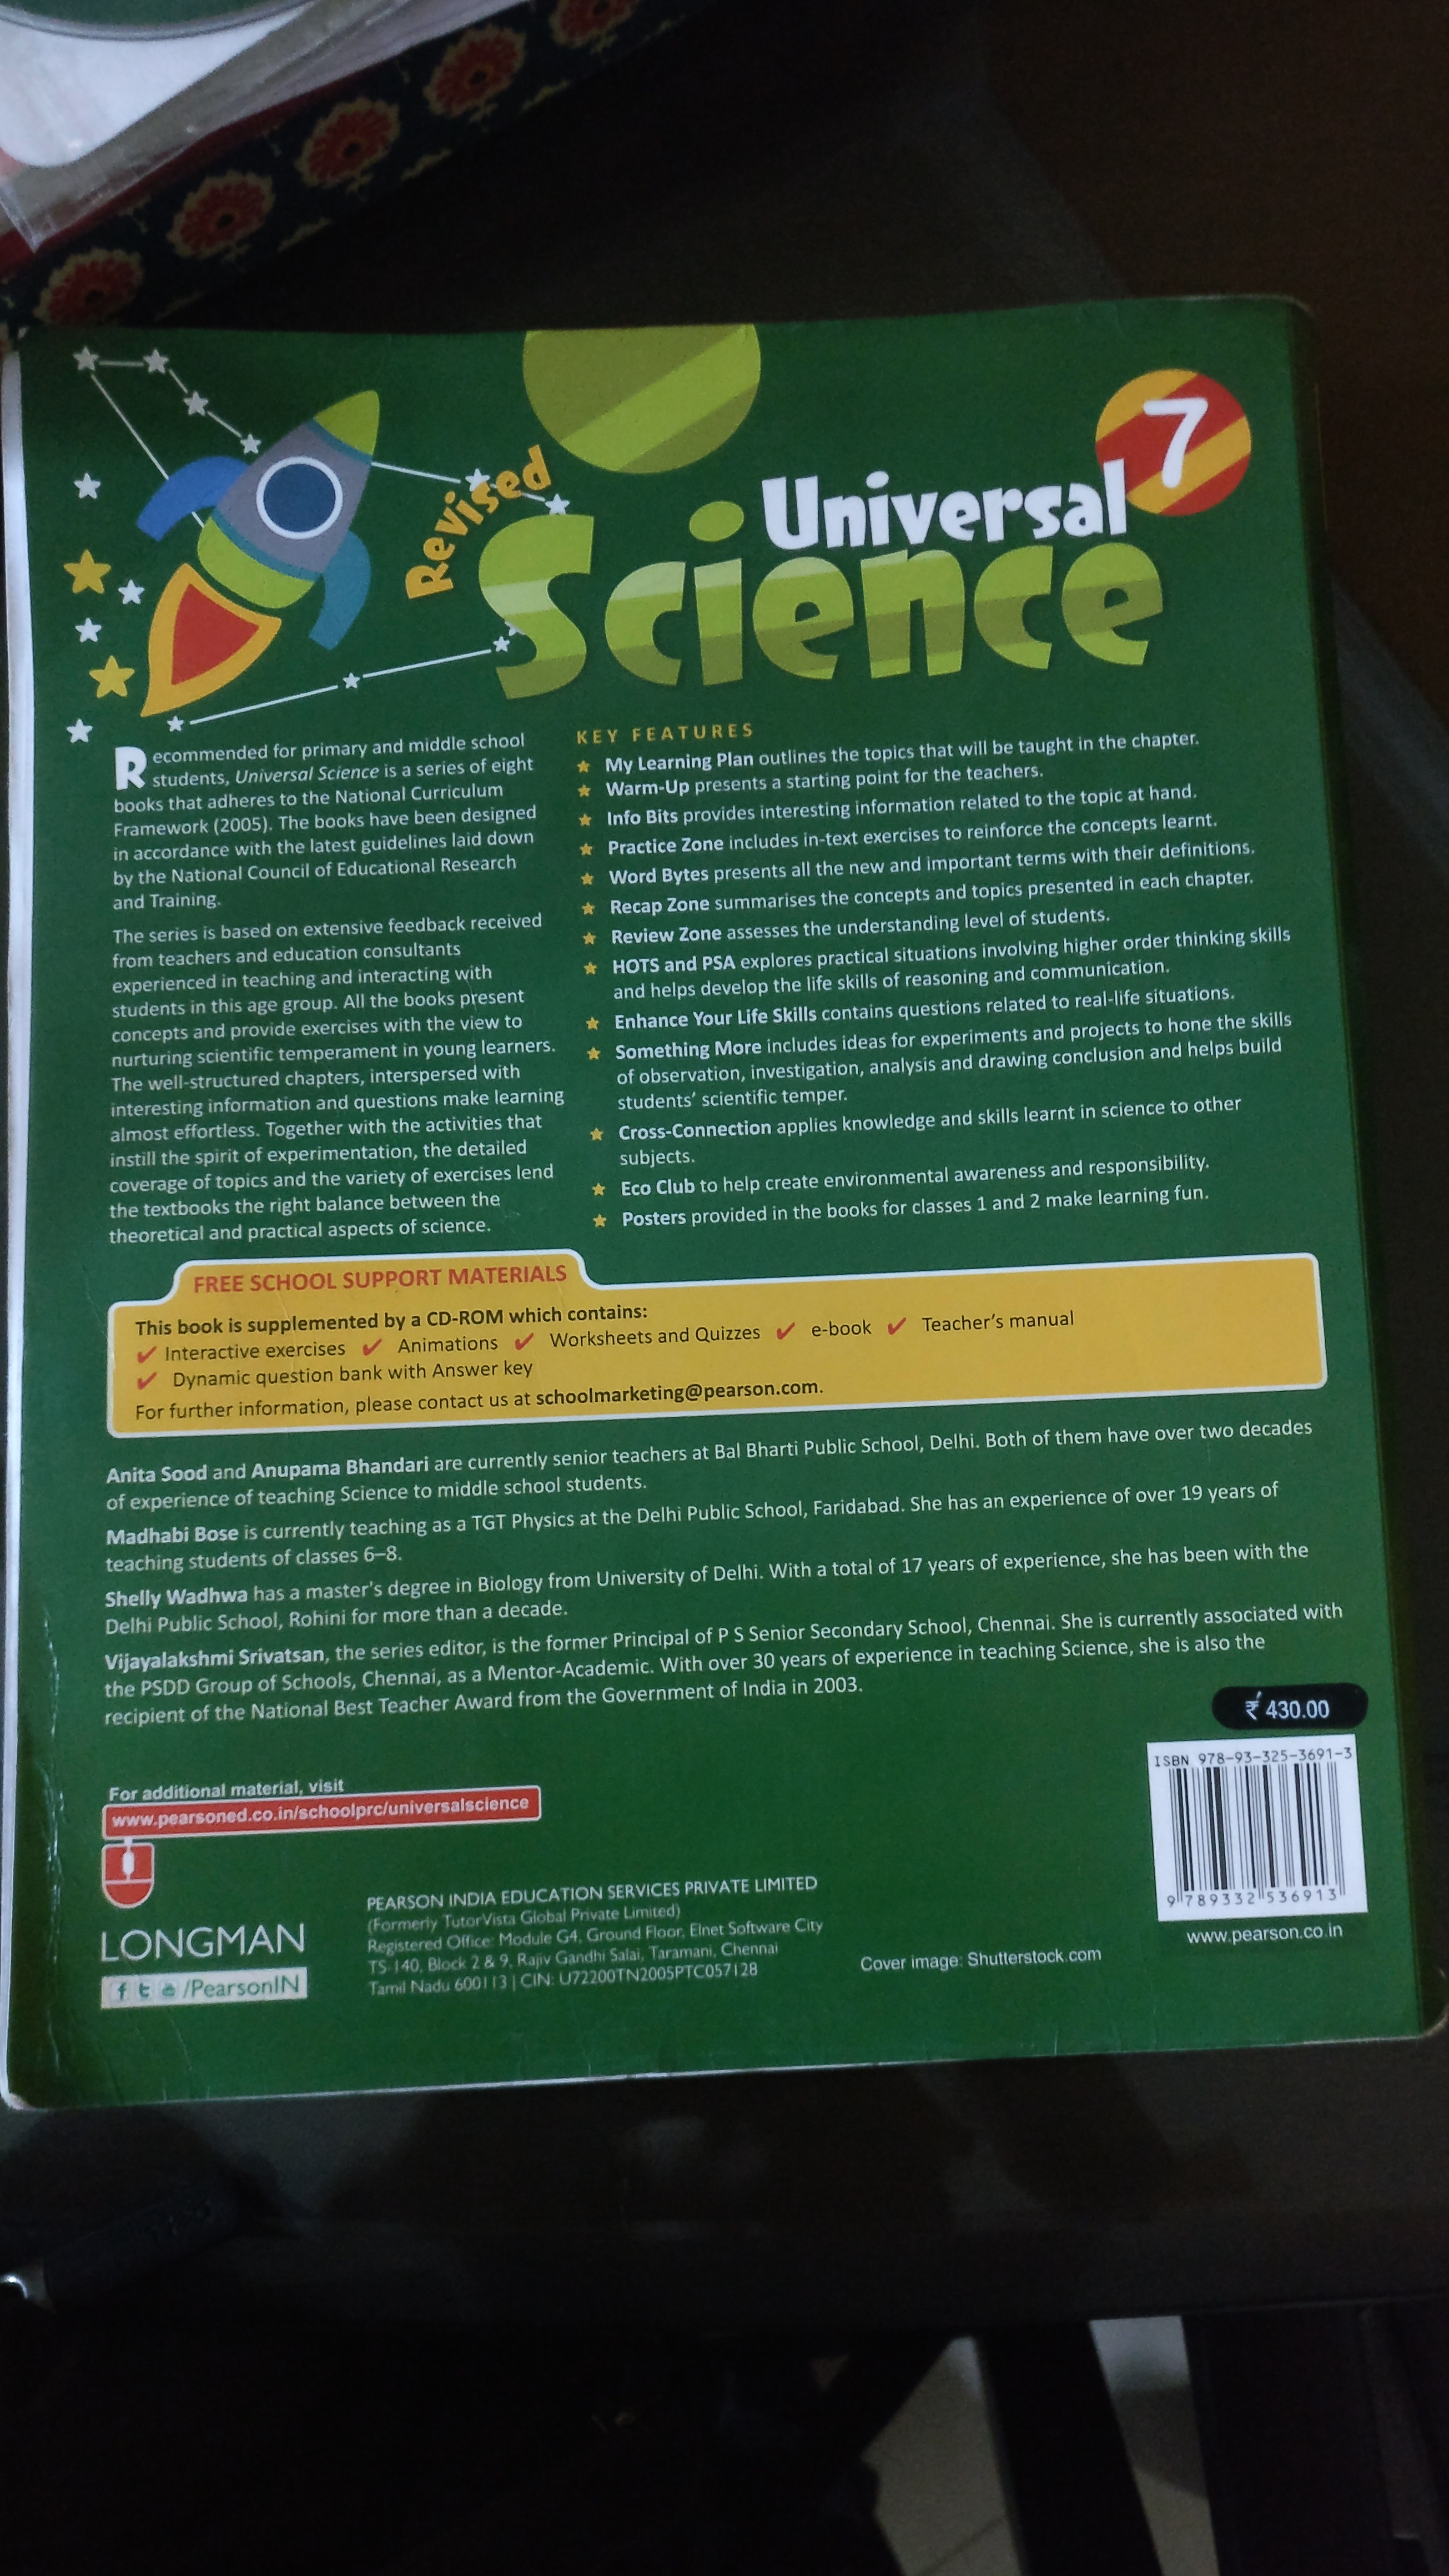 Revised
Universal 7
Science
Recommended for primary and middle school
students, Universal Science is a series of eight
books that adheres to the National Curriculum
Framework (2005). The books have been designed
in accordance with the latest guidelines laid down
by the National Council of Educational Research
and Training.
The series is based on extensive feedback received
from teachers and education consultants
experienced in teaching and interacting with
students in this age group. All the books present
concepts and provide exercises with the view to
nurturing scientific temperament in young learners.
The well-structured chapters, interspersed with
interesting information and questions make learning
almost effortless. Together with the activities that
instill the spirit of experimentation, the detailed
coverage of topics and the variety of exercises lend
the textbooks the right balance between the
theoretical and practical aspects of science.
KEY FEATURES
My Learning Plan outlines the topics that will be taught in the chapter.
Warm-Up presents a starting point for the teachers.
Info Bits provides interesting information related to the topic at hand.
Practice Zone includes in-text exercises to reinforce the concepts learnt.
Word Bytes presents all the new and important terms with their definitions.
Recap Zone summarises the concepts and topics presented in each chapter.
Review Zone assesses the understanding level of students.
HOTS and PSA explores practical situations involving higher order thinking skills
and helps develop the life skills of reasoning and communication.
Enhance Your Life Skills contains questions related to real-life situations.
Something More includes ideas for experiments and projects to hone the skills
of observation, investigation, analysis and drawing conclusion and helps build
students' scientific temper.
Cross-Connection applies knowledge and skills learnt in science to other
subjects.
Eco Club to help create environmental awareness and responsibility.
Posters provided in the books for classes 1 and 2 make learning fun.
FREE SCHOOL SUPPORT MATERIALS
This book is supplemented by a CD-ROM which contains:
✓ Interactive exercises ✓ Animations ✓ Worksheets and Quizzes ✓ e-book ✓ Teacher's manual
✓ Dynamic question bank with Answer key
For further information, please contact us at schoolmarketing@pearson.com.
Anita Sood and Anupama Bhandari are currently senior teachers at Bal Bharti Public School, Delhi. Both of them have over two decades
of experience of teaching Science to middle school students.
Madhabi Bose is currently teaching as a TGT Physics at the Delhi Public School, Faridabad. She has an experience of over 19 years of
teaching students of classes 6–8.
Shelly Wadhwa has a master's degree in Biology from University of Delhi. With a total of 17 years of experience, she has been with the
Delhi Public School, Rohini for more than a decade.
Vijayalakshmi Srivatsan, the series editor, is the former Principal of P S Senior Secondary School, Chennai. She is currently associated with
the PSDD Group of Schools, Chennai, as a Mentor-Academic. With over 30 years of experience in teaching Science, she is also the
recipient of the National Best Teacher Award from the Government of India in 2003.
₹ 430.00
ISBN 978-93-325-3691-3
9 789332 536913
www.pearson.co.in
For additional material, visit
www.pearsoned.co.in/schoolprc/universalscience
LONGMAN
/PearsonIN
PEARSON INDIA EDUCATION SERVICES PRIVATE LIMITED
(Formerly TutorVista Global Private Limited)
Registered Office: Module G4, Ground Floor, Elnet Software City
TS-140, Block 2 & 9, Rajiv Gandhi Salai, Taramani, Chennai
Tamil Nadu 600113 | CIN: U72200TN2005PTC057128
Cover image: Shutterstock.com